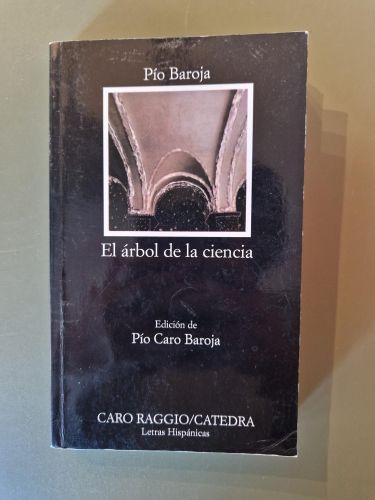 Pío Baroja
El árbol de la ciencia
Edición de
Pío Caro Baroja
CARO RAGGIO/CATEDRA
Letras Hispánicas